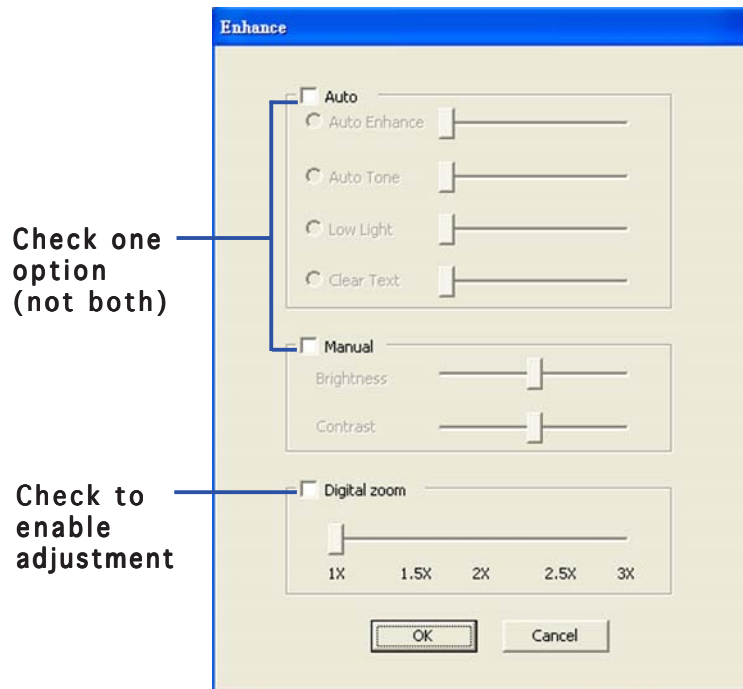 Enhance
Auto
Auto Enhance
Auto Tone
Low Light
Clear Text
Check one
option
(not both)
Manual
Brightness
Contrast
Check to
enable
adjustment
Digital zoom
1X 1.5X 2X 2.5X 3X
OK Cancel